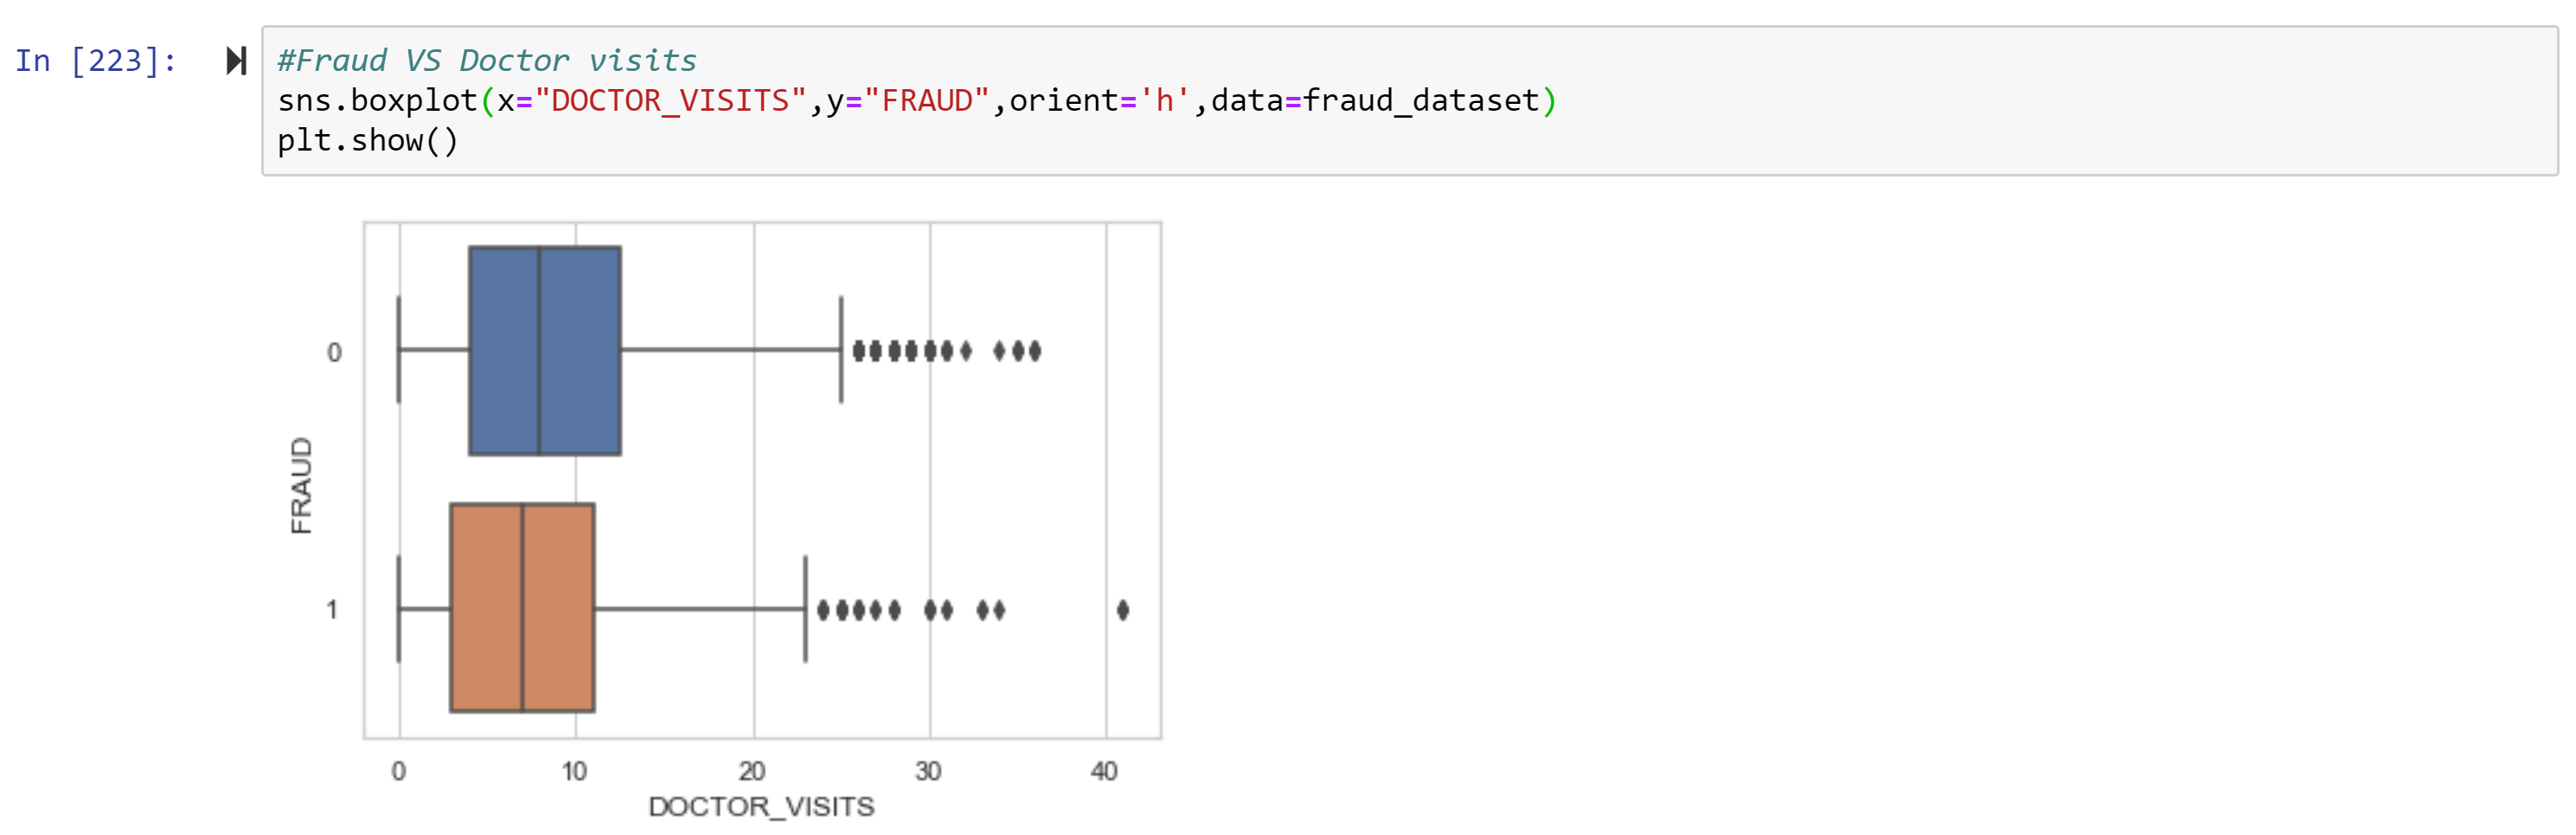 In [223]:
#Fraud VS Doctor visits
sns.boxplot(x="DOCTOR_VISITS",y="FRAUD",orient='h',data=fraud_dataset)
plt.show()
0
FRAUD
1
0 10 20 30 40
DOCTOR_VISITS